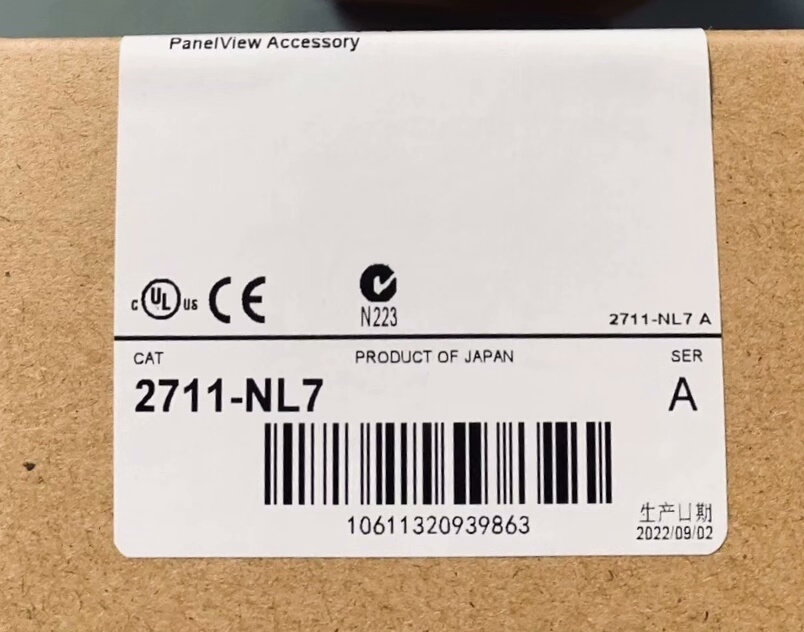 PanelView Accessory
c UL us CE
N223
2711-NL7 A
CAT PRODUCT OF JAPAN SER
2711-NL7 A
10611320939863
生产日期
2022/09/02